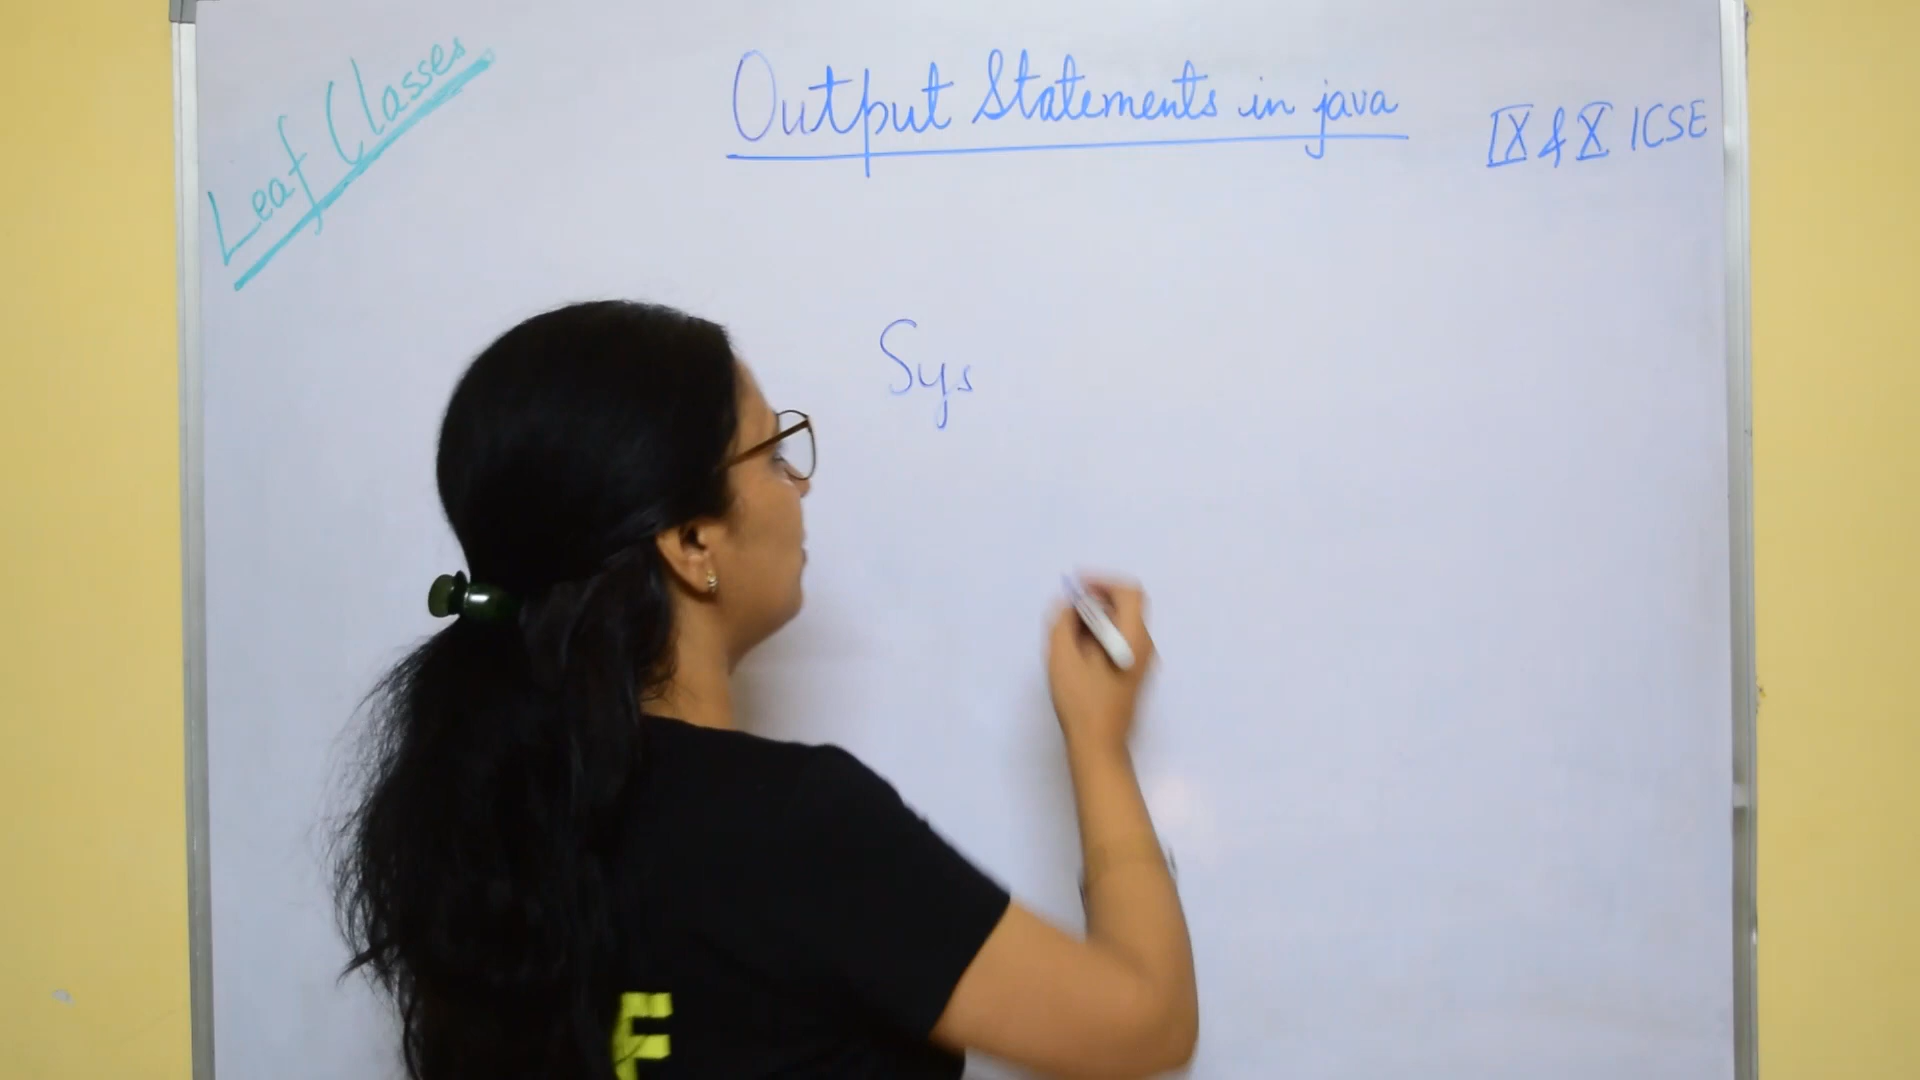 Leaf Classes
Output Statements in java
IX & X ICSE
Sys
F